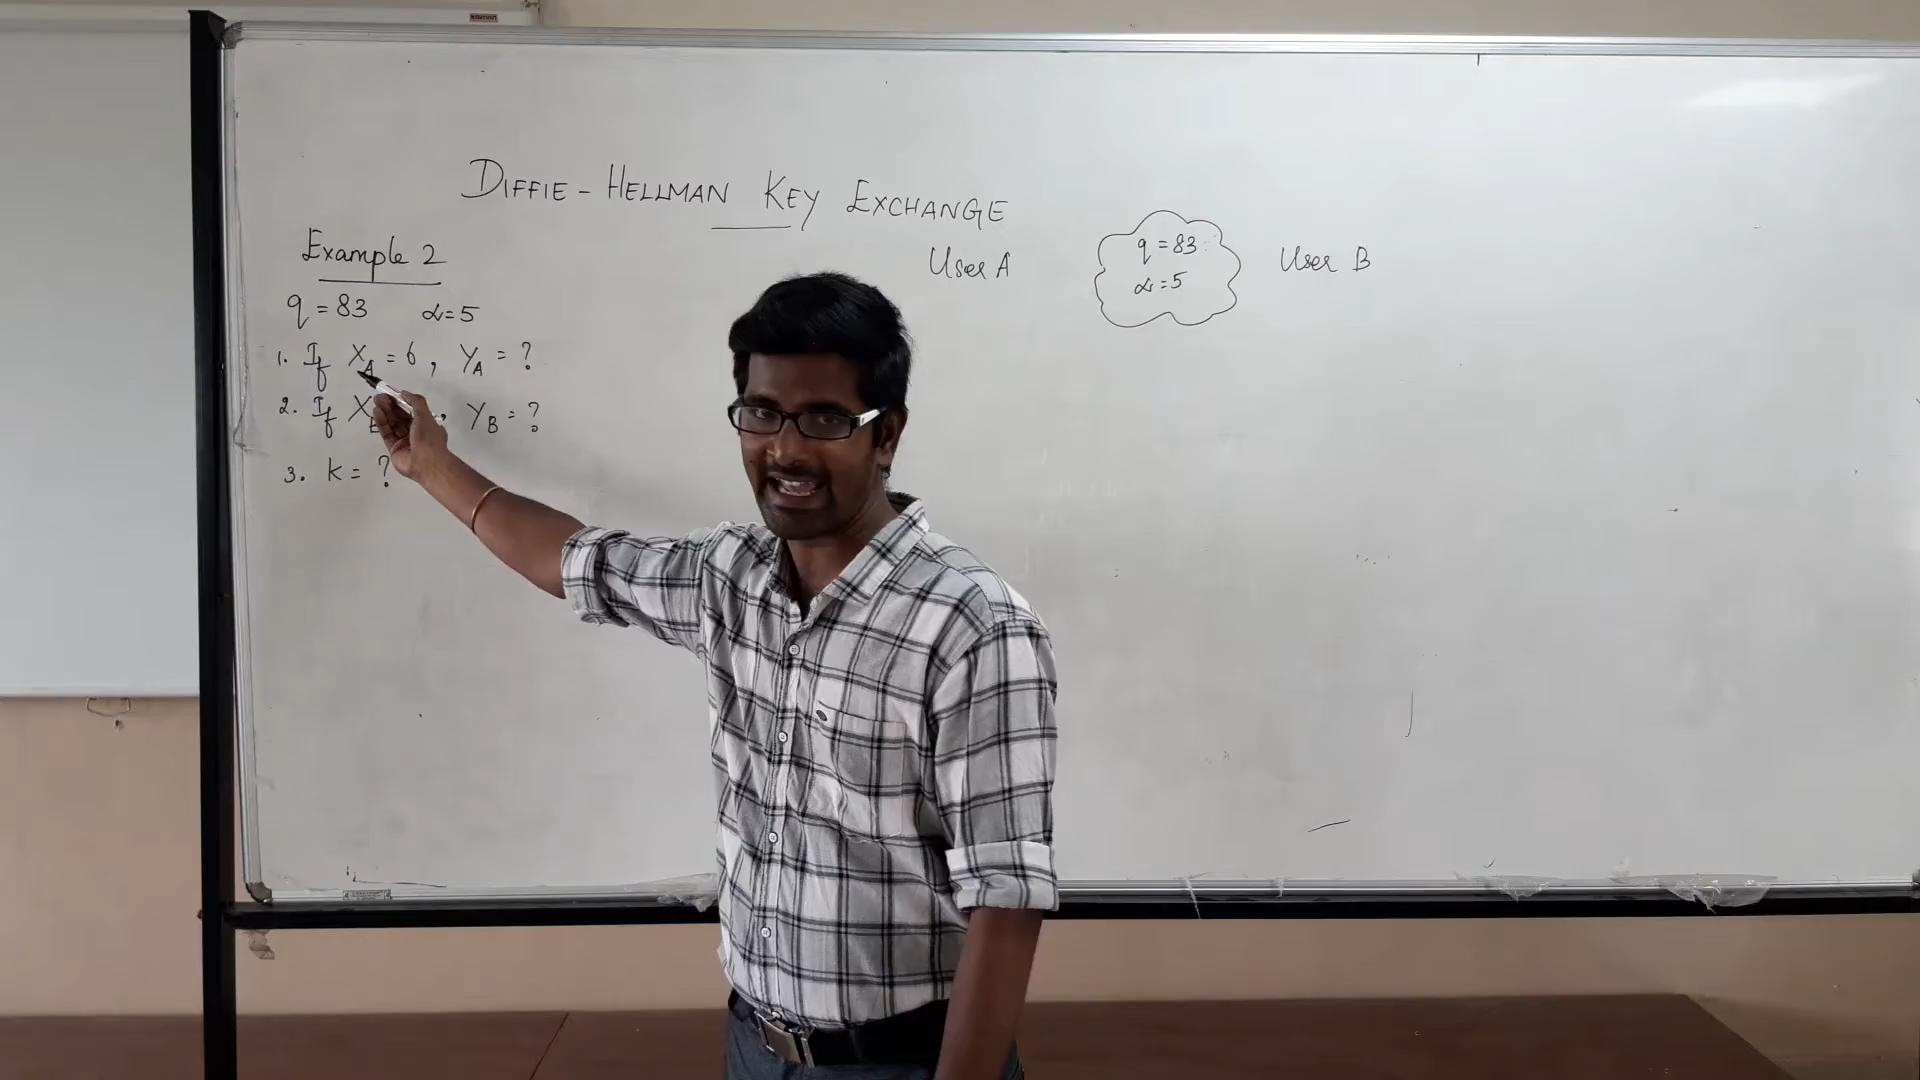 DIFFIE - HELLMAN KEY EXCHANGE
Example 2
q = 83 α = 5
1. If XA = 6, YA = ?
2. If X , YB = ?
3. k = ?
User A
q = 83
α = 5
User B